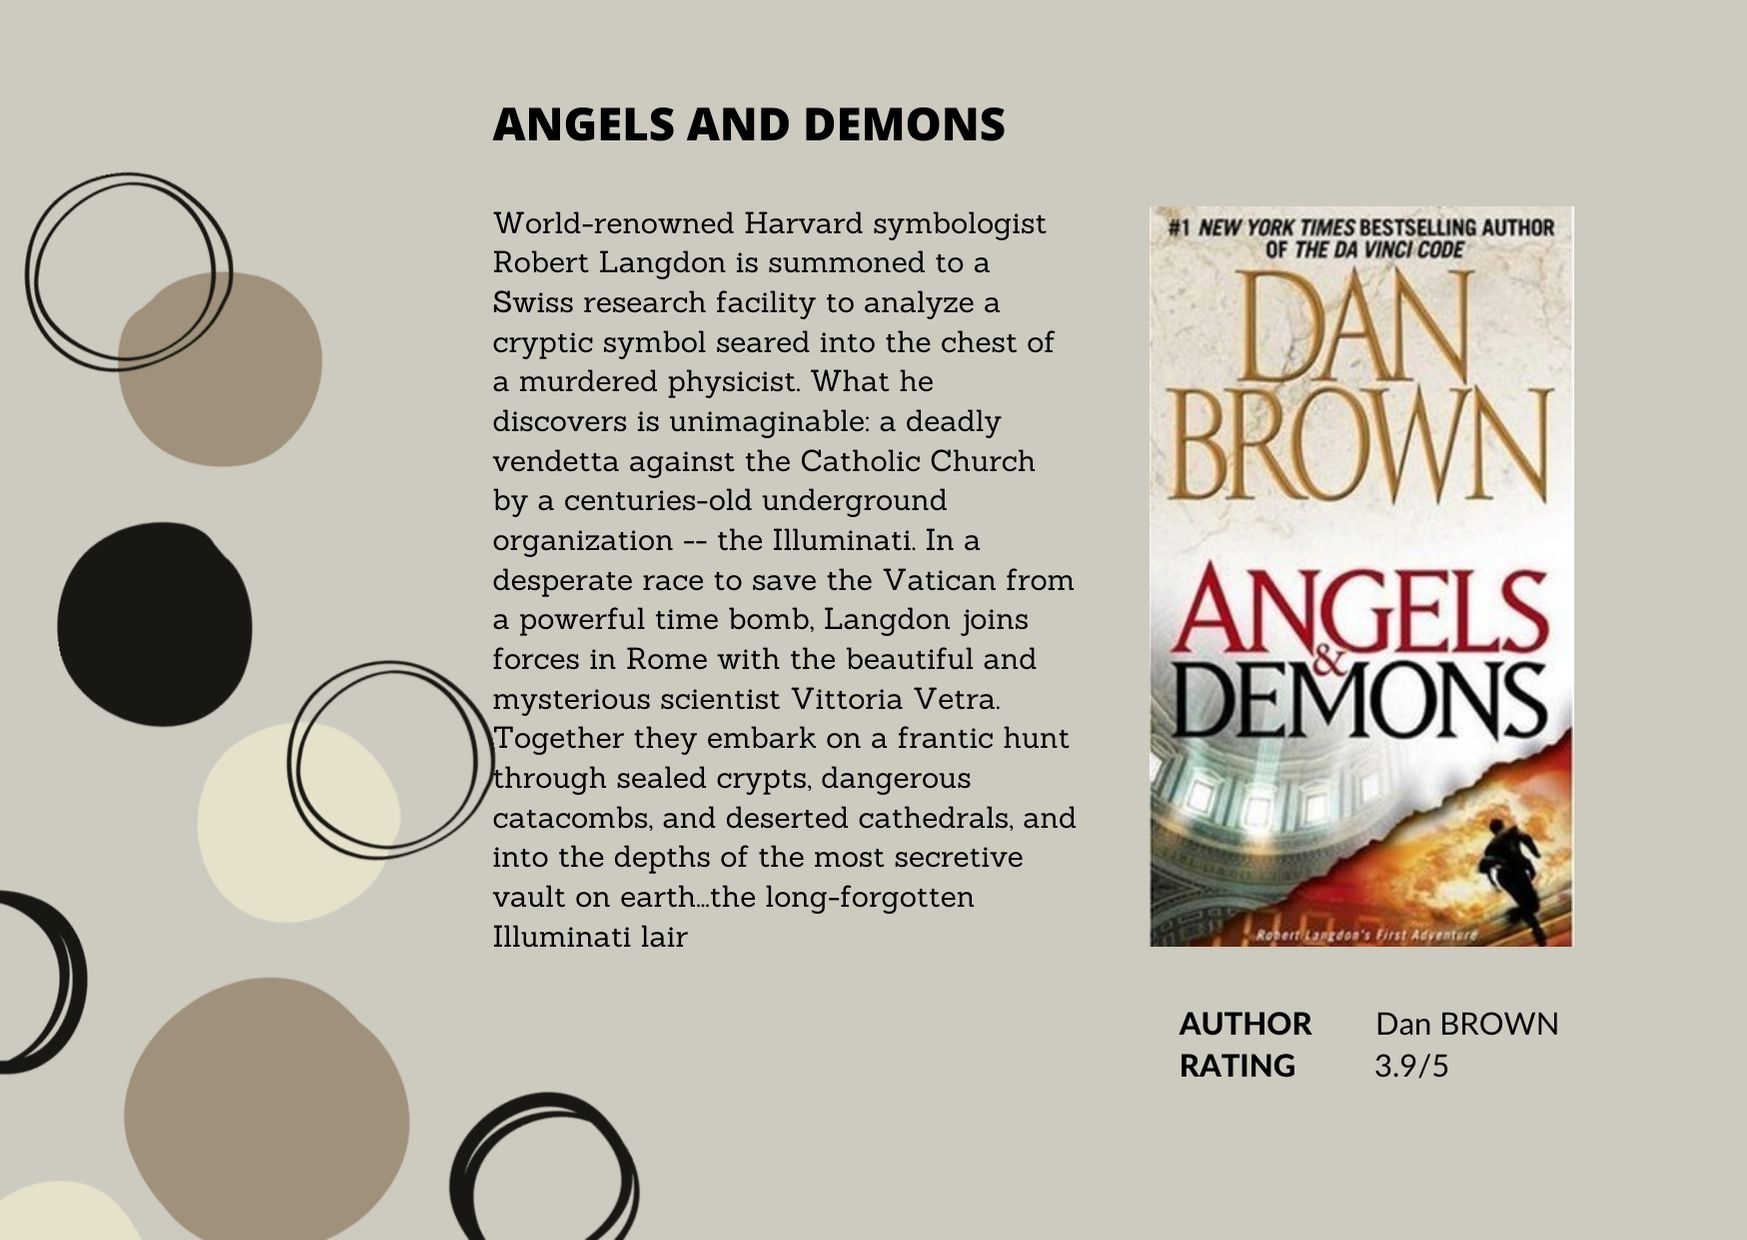 ANGELS AND DEMONS
World-renowned Harvard symbologist
Robert Langdon is summoned to a
Swiss research facility to analyze a
cryptic symbol seared into the chest of
a murdered physicist. What he
discovers is unimaginable: a deadly
vendetta against the Catholic Church
by a centuries-old underground
organization -- the Illuminati. In a
desperate race to save the Vatican from
a powerful time bomb, Langdon joins
forces in Rome with the beautiful and
mysterious scientist Vittoria Vetra.
Together they embark on a frantic hunt
through sealed crypts, dangerous
catacombs, and deserted cathedrals, and
into the depths of the most secretive
vault on earth...the long-forgotten
Illuminati lair
#1 NEW YORK TIMES BESTSELLING AUTHOR
OF THE DA VINCI CODE
DAN
BROWN
ANGELS
&
DEMONS
Robert Langdon's First Adventure
AUTHOR Dan BROWN
RATING 3.9/5